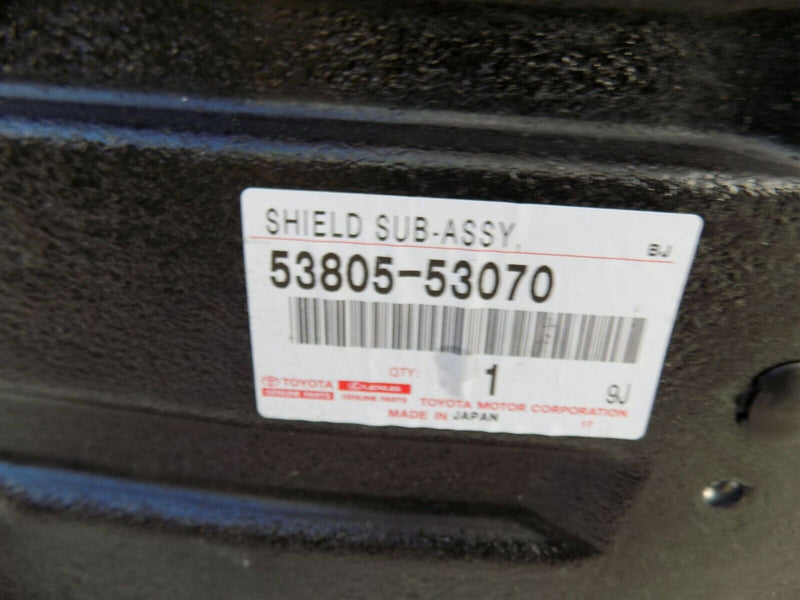 SHIELD SUB-ASSY,
BJ
53805-53070
QTY: 1
9J
TOYOTA
GENUINE PARTS
LEXUS
GENUINE PARTS
TOYOTA MOTOR CORPORATION
MADE IN JAPAN
17